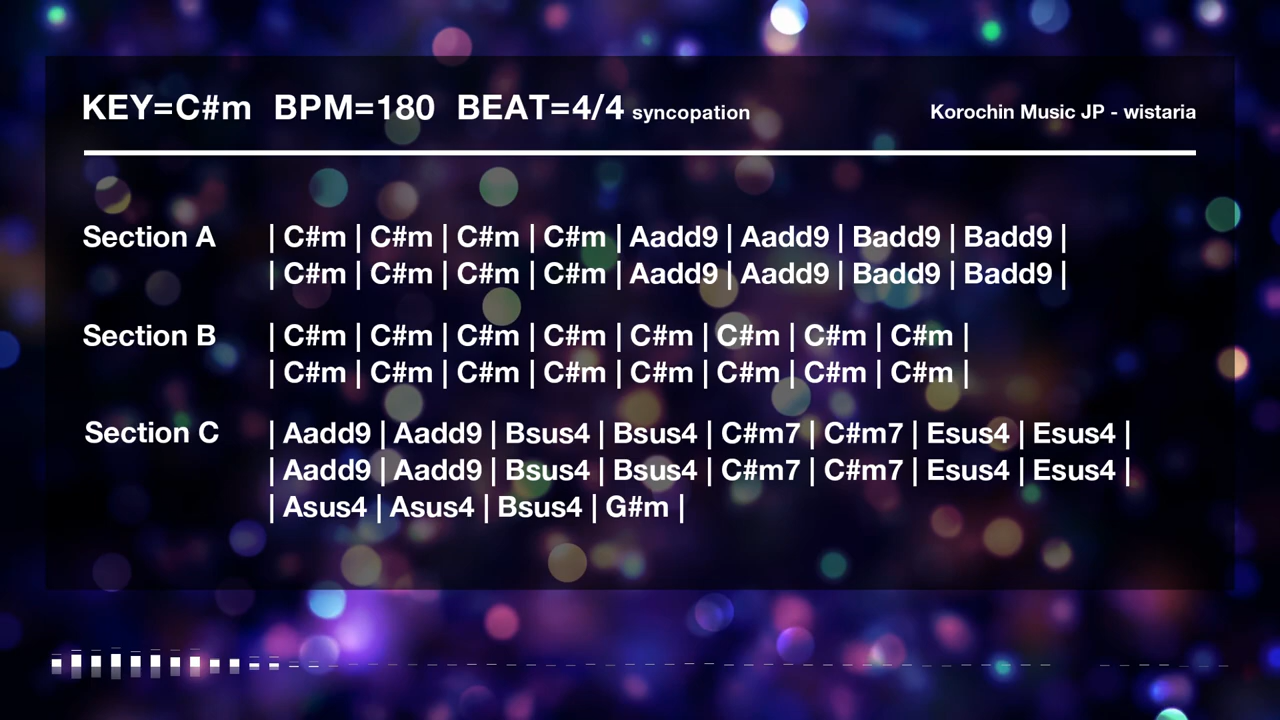 KEY=C#m BPM=180 BEAT=4/4 syncopation Korochin Music JP - wistaria
Section A | C#m | C#m | C#m | C#m | Aadd9 | Aadd9 | Badd9 | Badd9 |
| C#m | C#m | C#m | C#m | Aadd9 | Aadd9 | Badd9 | Badd9 |
Section B | C#m | C#m | C#m | C#m | C#m | C#m | C#m | C#m |
| C#m | C#m | C#m | C#m | C#m | C#m | C#m | C#m |
Section C | Aadd9 | Aadd9 | Bsus4 | Bsus4 | C#m7 | C#m7 | Esus4 | Esus4 |
| Aadd9 | Aadd9 | Bsus4 | Bsus4 | C#m7 | C#m7 | Esus4 | Esus4 |
| Asus4 | Asus4 | Bsus4 | G#m |